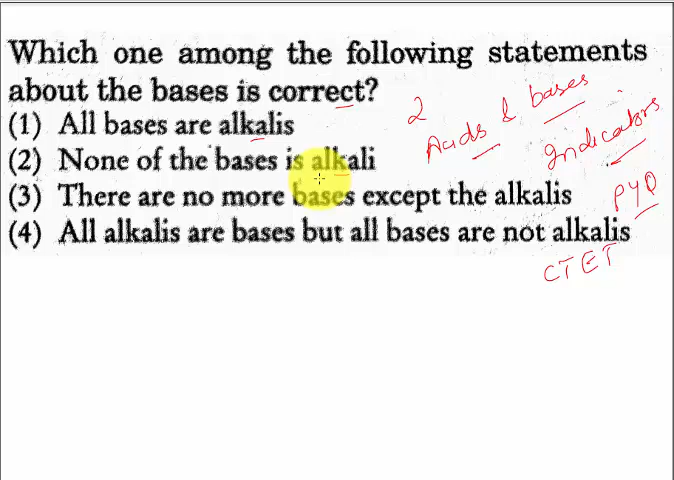 Which one among the following statements
about the bases is correct?
(1) All bases are alkalis
(2) None of the bases is alkali
(3) There are no more bases except the alkalis
(4) All alkalis are bases but all bases are not alkalis
2
Acids & bases
Indicators
PYQ
CTET